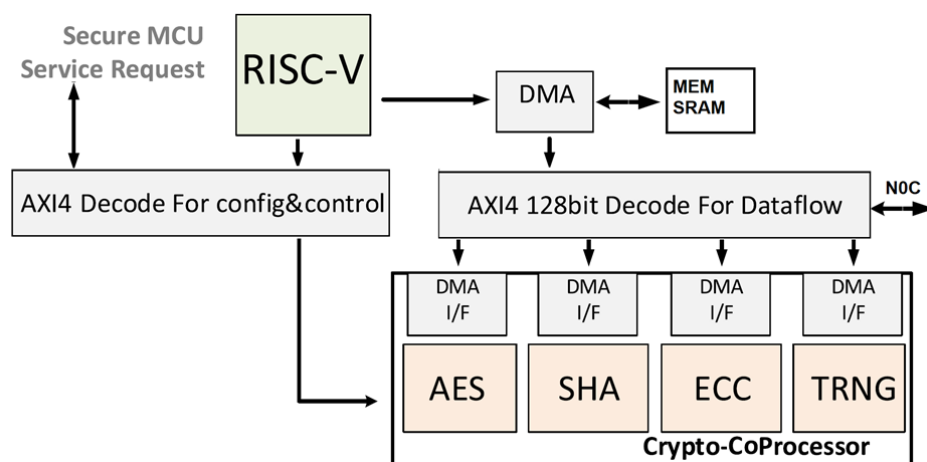 Secure MCU
Service Request
RISC-V
DMA
MEM
SRAM
AXI4 Decode For config&control
AXI4 128bit Decode For Dataflow
N0C
DMA
I/F
DMA
I/F
DMA
I/F
DMA
I/F
AES
SHA
ECC
TRNG
Crypto-CoProcessor